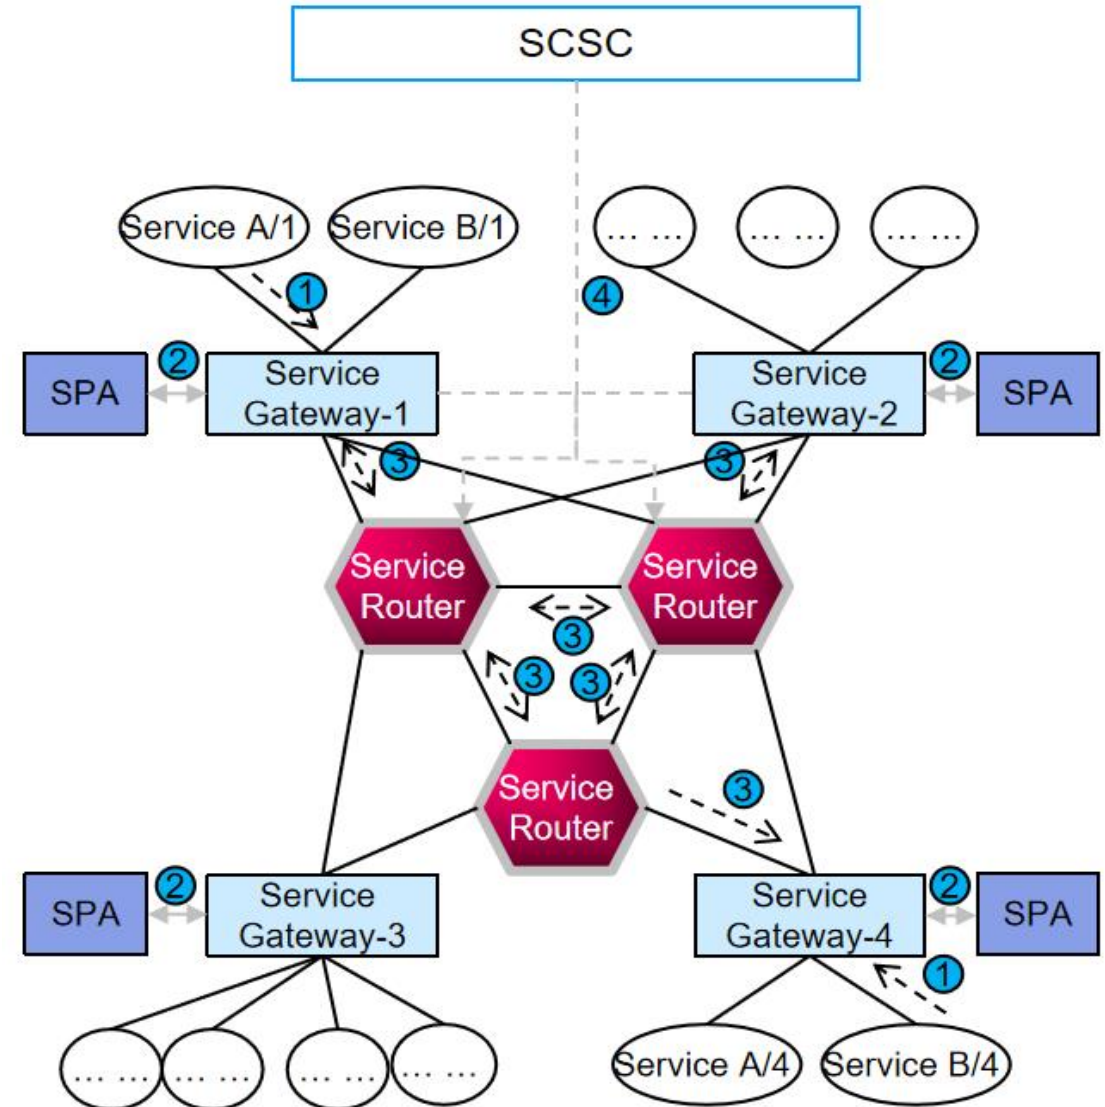 SCSC
Service A/1
Service B/1
... ...
... ...
... ...
1
4
SPA
2
Service
Gateway-1
Service
Gateway-2
2
SPA
3
3
Service
Router
Service
Router
3
3
3
Service
Router
3
SPA
2
Service
Gateway-3
Service
Gateway-4
2
SPA
1
... ...
... ...
... ...
... ...
Service A/4
Service B/4